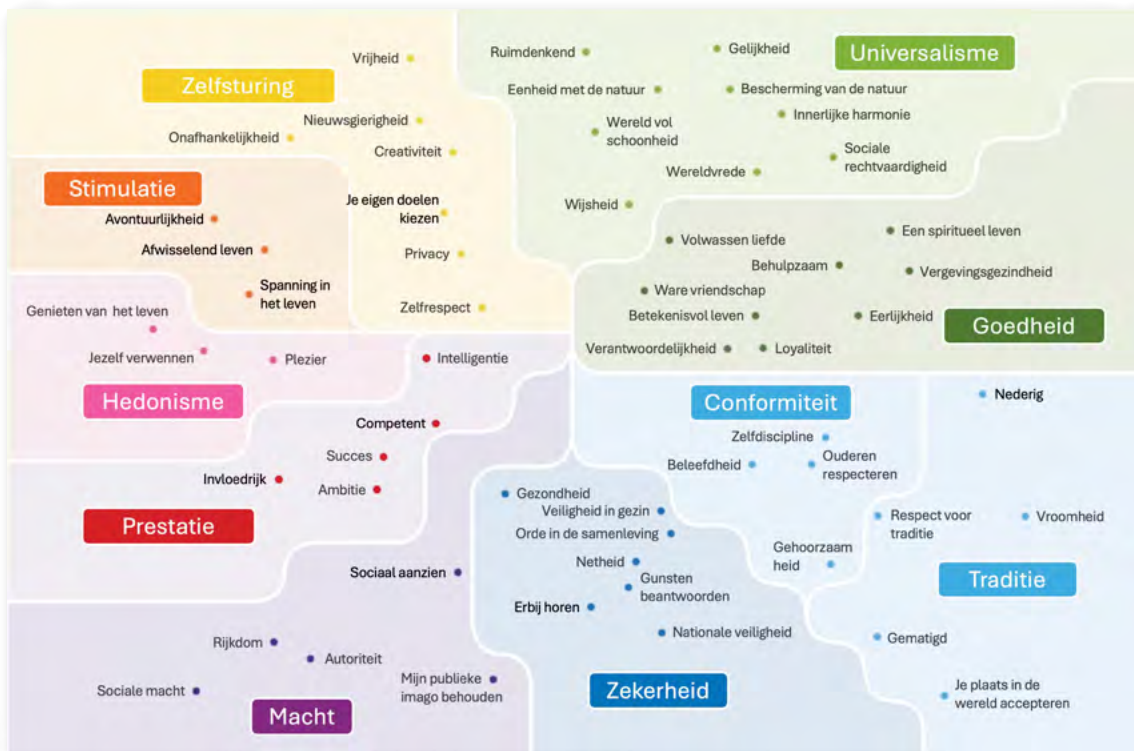 Zelfsturing
Vrijheid
Nieuwsgierigheid
Onafhankelijkheid
Creativiteit
Je eigen doelen
kiezen
Privacy
Zelfrespect
Universalisme
Ruimdenkend
Gelijkheid
Eenheid met de natuur
Bescherming van de natuur
Innerlijke harmonie
Wereld vol
schoonheid
Sociale
rechtvaardigheid
Wereldvrede
Wijsheid
Stimulatie
Avontuurlijkheid
Afwisselend leven
Spanning in
het leven
Volwassen liefde
Een spiritueel leven
Behulpzaam
Vergevingsgezindheid
Ware vriendschap
Betekenisvol leven
Eerlijkheid
Goedheid
Verantwoordelijkheid
Loyaliteit
Genieten van het leven
Jezelf verwennen
Plezier
Hedonisme
Intelligentie
Competent
Succes
Invloedrijk
Ambitie
Prestatie
Conformiteit
Zelfdiscipline
Beleefdheid
Ouderen
respecteren
Gehoorzaam
heid
Nederig
Respect voor
traditie
Vroomheid
Traditie
Gematigd
Je plaats in de
wereld accepteren
Gezondheid
Veiligheid in gezin
Orde in de samenleving
Netheid
Gunsten
beantwoorden
Erbij horen
Nationale veiligheid
Zekerheid
Sociaal aanzien
Rijkdom
Autoriteit
Mijn publieke
imago behouden
Sociale macht
Macht